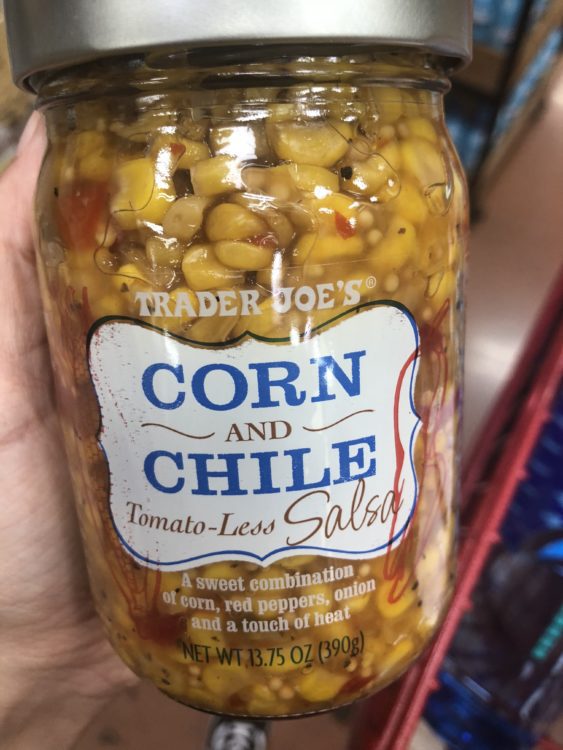 TRADER JOE'S®
CORN
AND
CHILE
Tomato-Less Salsa
A sweet combination
of corn, red peppers, onion
and a touch of heat
NET WT 13.75 OZ (390g)